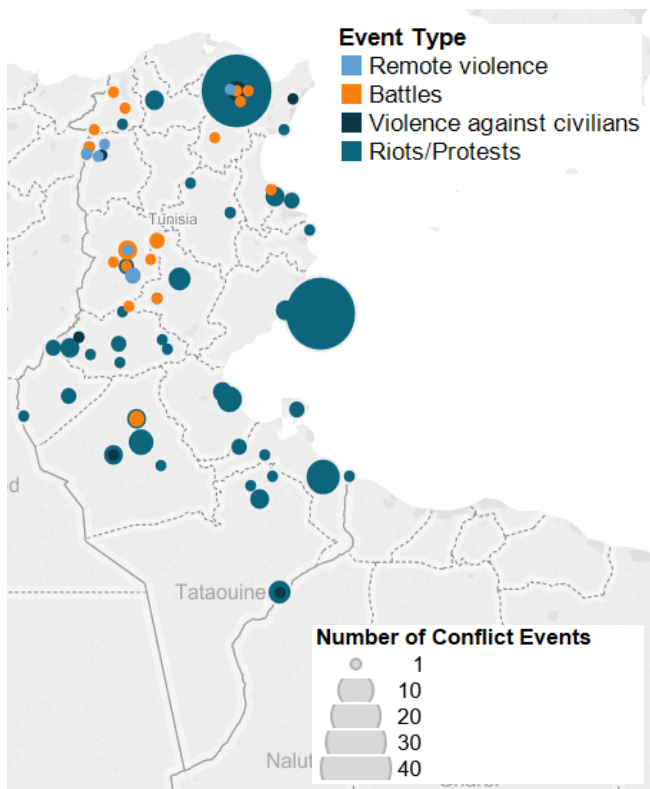 Event Type
Remote violence
Battles
Violence against civilians
Riots/Protests
Tunisia
Tataouine
Number of Conflict Events
1
10
20
30
40